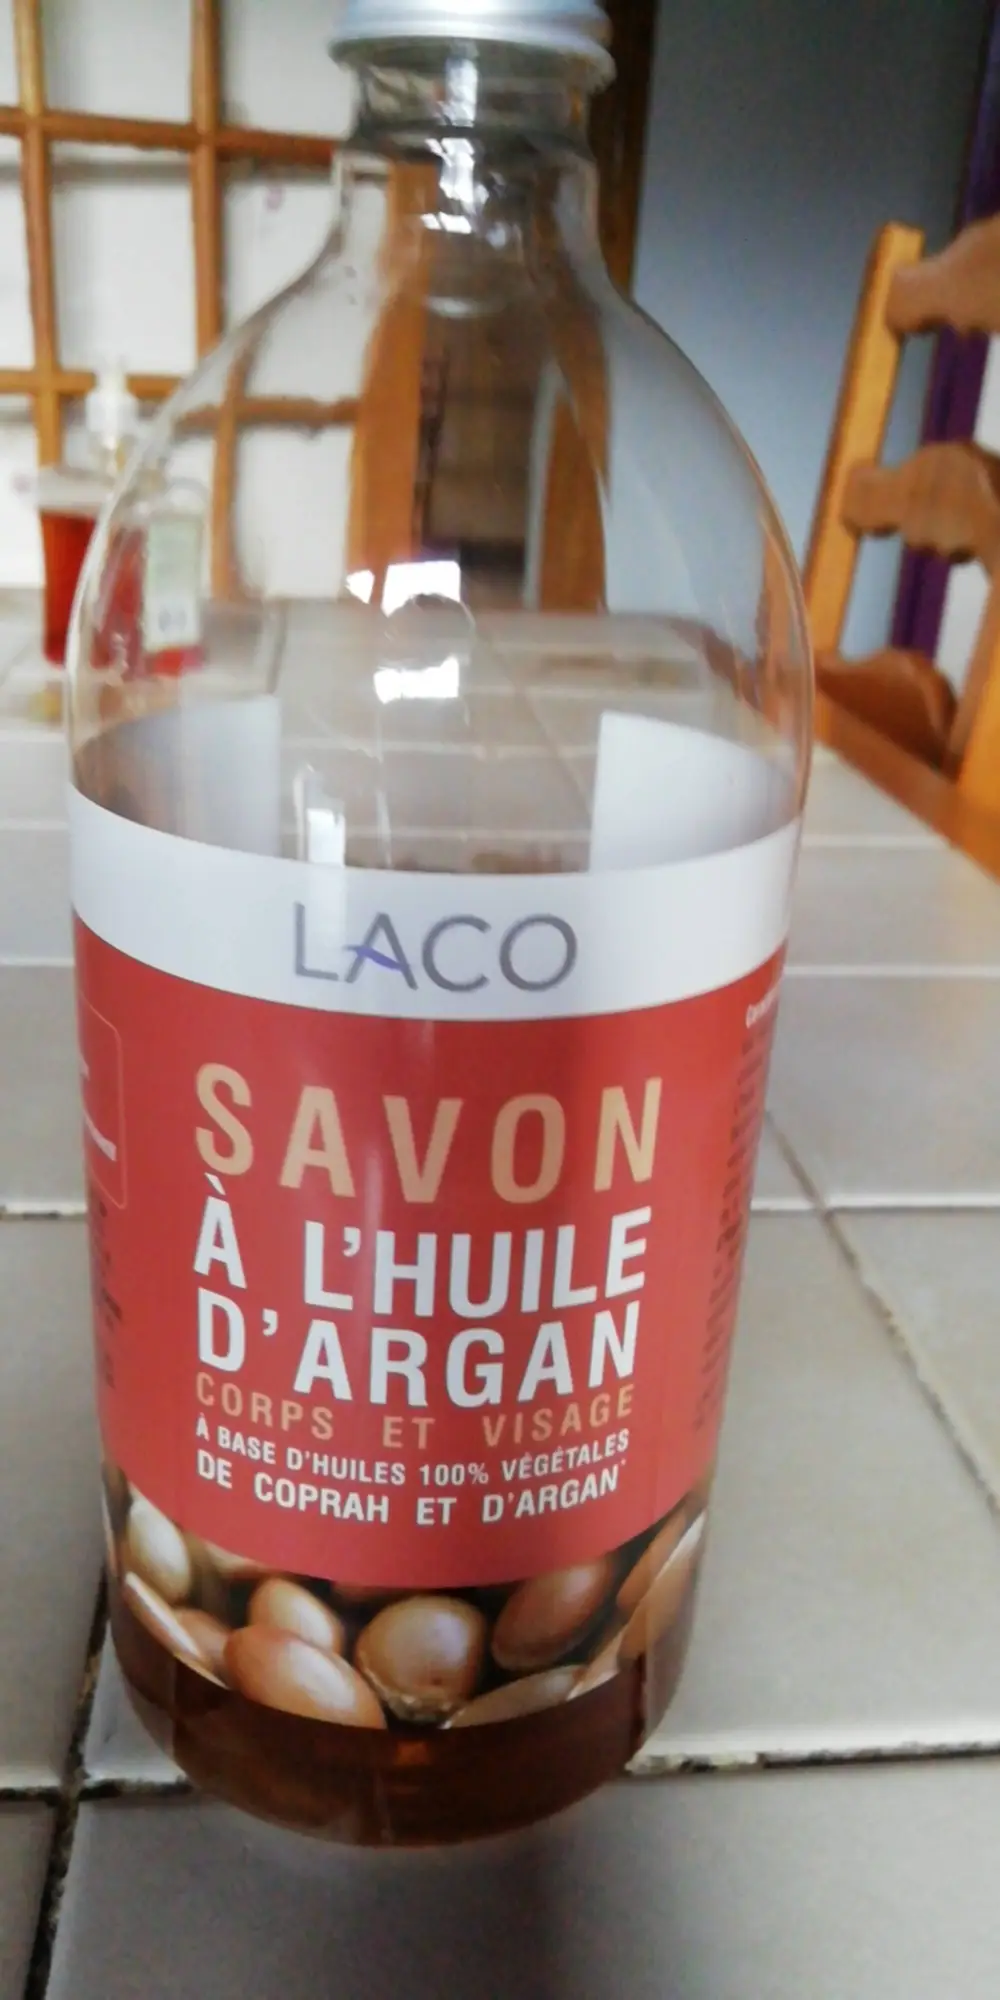 LACO
SAVON
À L'HUILE
D'ARGAN
CORPS ET VISAGE
À BASE D'HUILES 100% VÉGÉTALES
DE COPRAH ET D'ARGAN*